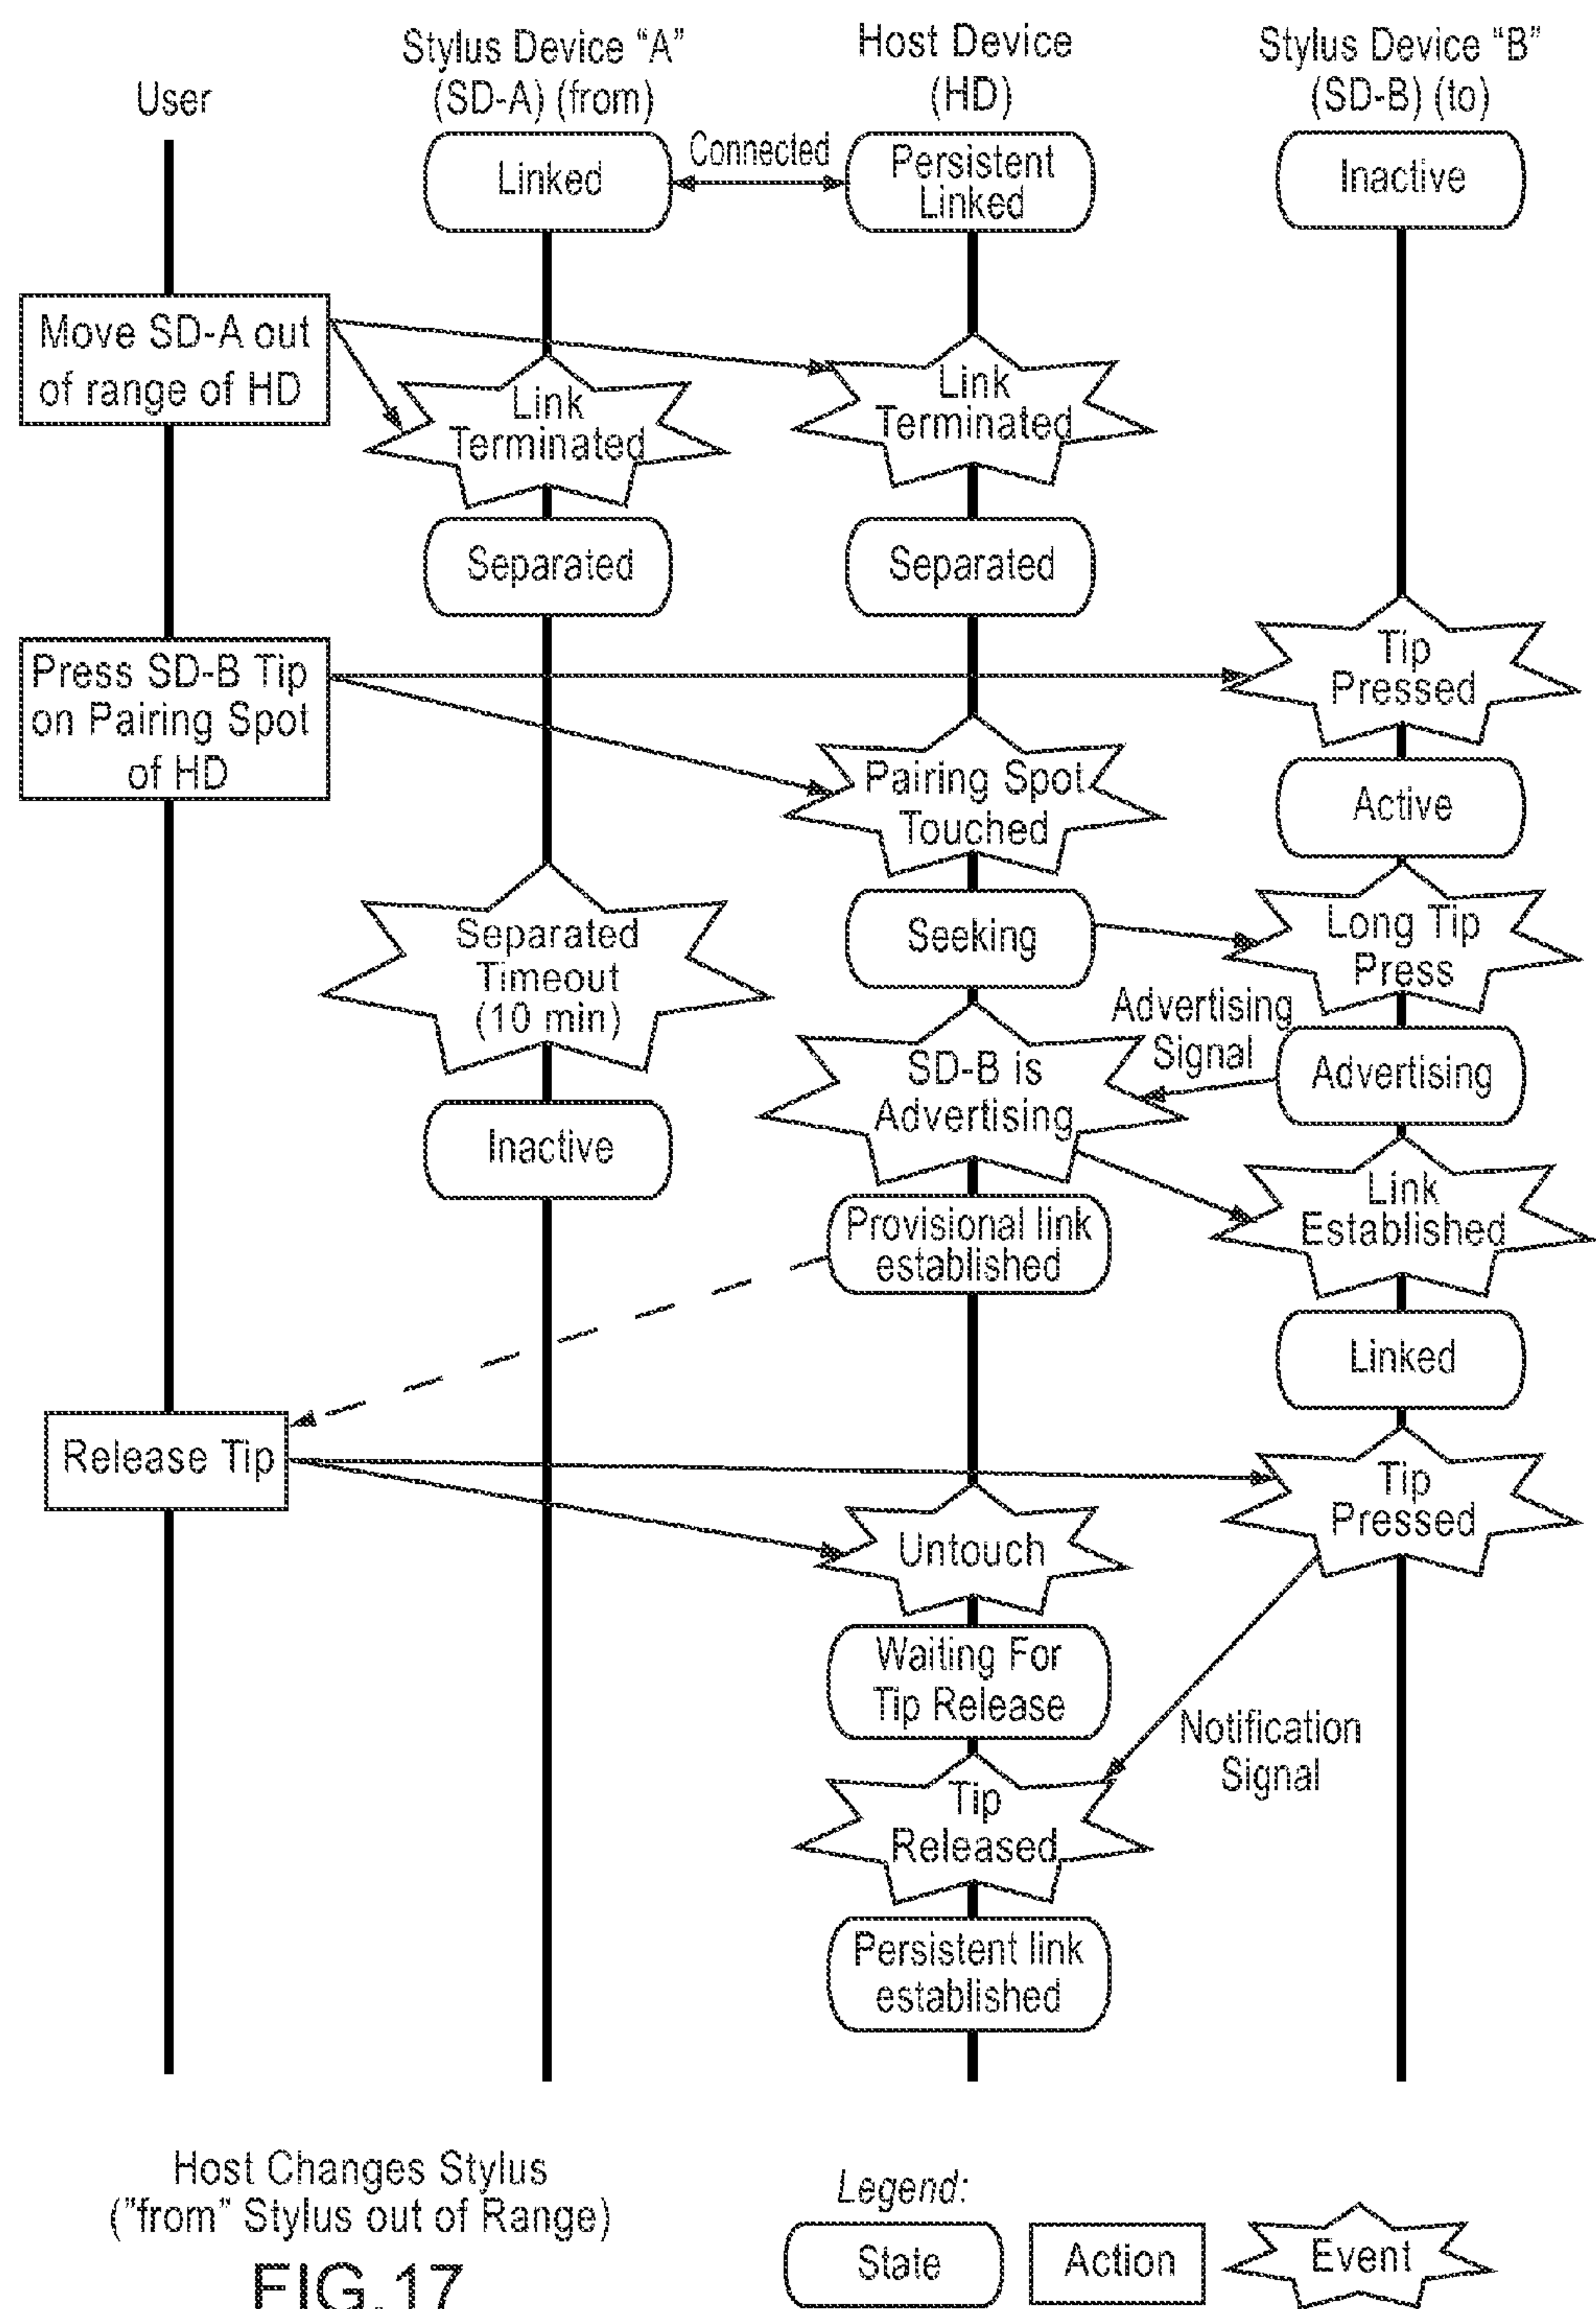 User
Stylus Device “A”
(SD-A) (from)
Host Device
(HD)
Stylus Device “B”
(SD-B) (to)
Linked
Connected
Persistent
Linked
Inactive
Move SD-A out
of range of HD
Link
Terminated
Link
Terminated
Separated
Separated
Press SD-B Tip
on Pairing Spot
of HD
Tip
Pressed
Pairing Spot
Touched
Active
Separated
Timeout
(10 min)
Seeking
Long Tip
Press
Advertising
Signal
SD-B is
Advertising
Advertising
Inactive
Provisional link
established
Link
Established
Linked
Release Tip
Tip
Pressed
Untouch
Waiting For
Tip Release
Notification
Signal
Tip
Released
Persistent link
established
Host Changes Stylus
("from" Stylus out of Range)
FIG.17
Legend:
State
Action
Event